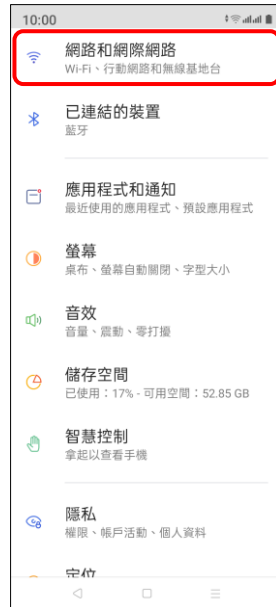 10:00
網路和網際網路
Wi-Fi、行動網路和無線基地台
已連結的裝置
藍牙
應用程式和通知
最近使用的應用程式、預設應用程式
螢幕
桌布、螢幕自動關閉、字型大小
音效
音量、震動、零打擾
儲存空間
已使用：17% - 可用空間：52.85 GB
智慧控制
拿起以查看手機
隱私
權限、帳戶活動、個人資料
定位